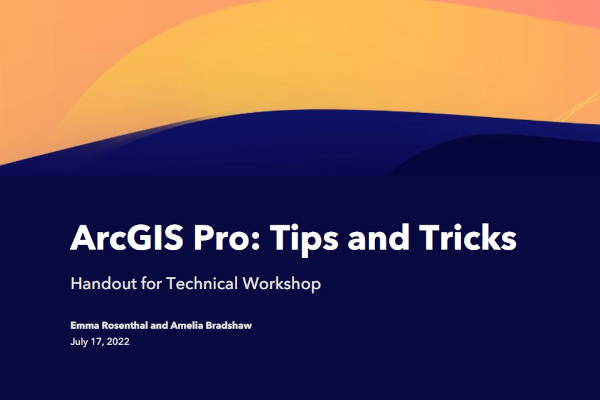 ArcGIS Pro: Tips and Tricks
Handout for Technical Workshop
Emma Rosenthal and Amelia Bradshaw
July 17, 2022